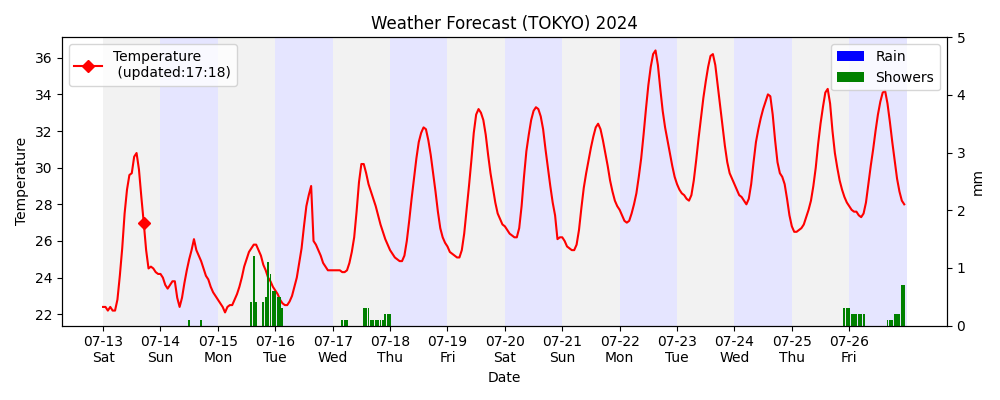 Weather Forecast (TOKYO) 2024
Temperature
(updated:17:18)
Rain
Showers
Temperature
36
34
32
30
28
26
24
22
5
4
3
2
1
0
mm
07-13 07-14 07-15 07-16 07-17 07-18 07-19 07-20 07-21 07-22 07-23 07-24 07-25 07-26
Sat Sun Mon Tue Wed Thu Fri Sat Sun Mon Tue Wed Thu Fri
Date